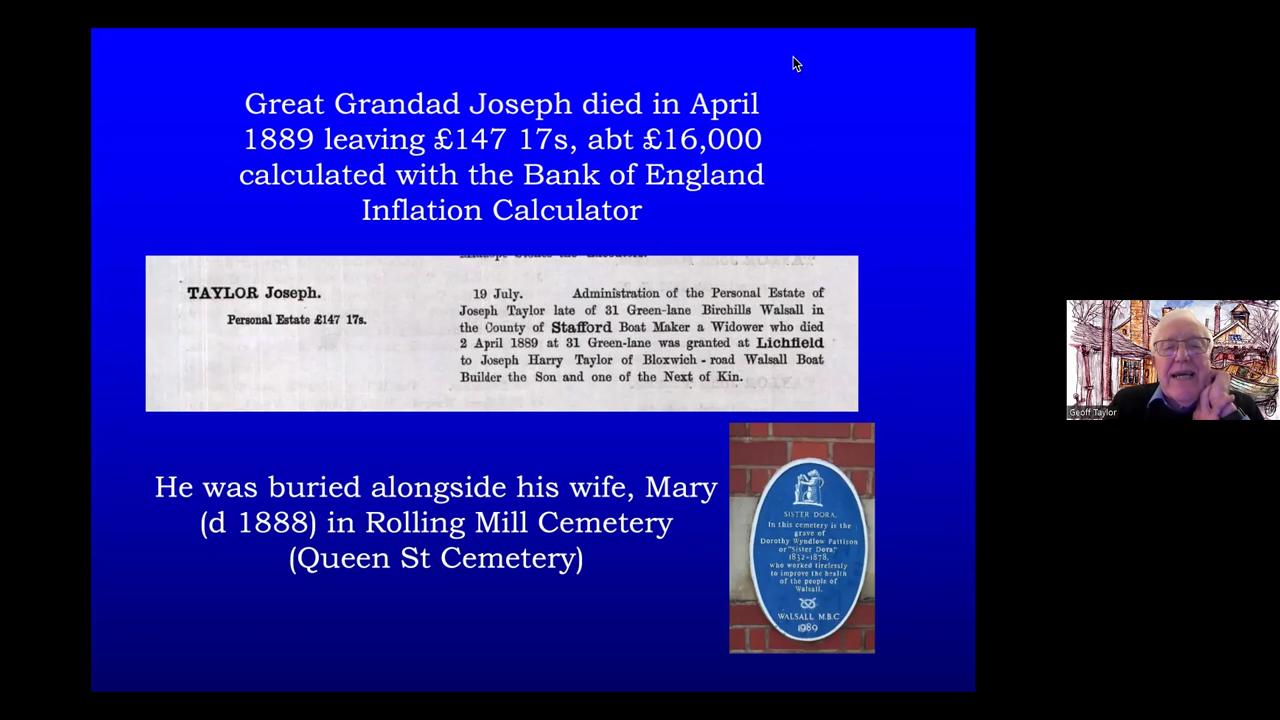 Great Grandad Joseph died in April
1889 leaving £147 17s, abt £16,000
calculated with the Bank of England
Inflation Calculator
TAYLOR Joseph.
Personal Estate £147 17s.
19 July. Administration of the Personal Estate of
Joseph Taylor late of 31 Green-lane Birchills Walsall in
the County of Stafford Boat Maker a Widower who died
2 April 1889 at 31 Green-lane was granted at Lichfield
to Joseph Harry Taylor of Bloxwich-road Walsall Boat
Builder the Son and one of the Next of Kin.
He was buried alongside his wife, Mary
(d 1888) in Rolling Mill Cemetery
(Queen St Cemetery)
SISTER DORA.
In this cemetery is the
grave of
Dorothy Wyndlow Pattison
or "Sister Dora."
1832-1878.
who worked tirelessly
to improve the health
of the people of
Walsall.
WALSALL M.B.C
1989
Geoff Taylor